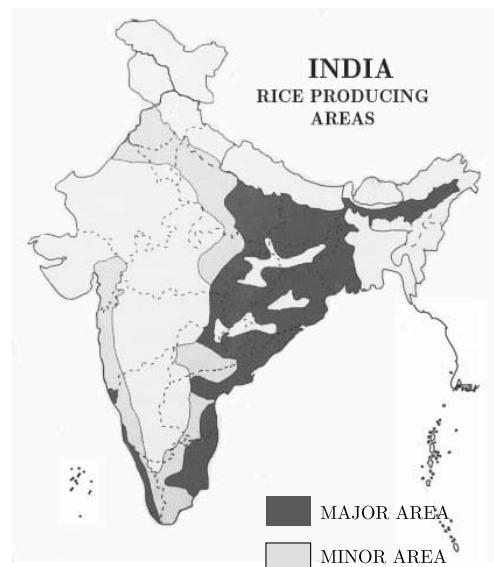 INDIA
RICE PRODUCING
AREAS
MAJOR AREA
MINOR AREA